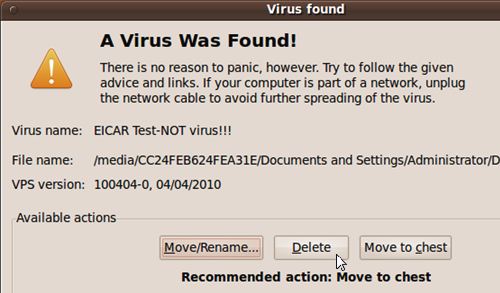 Virus found
A Virus Was Found!
There is no reason to panic, however. Try to follow the given
advice and links. If your computer is part of a network, unplug
the network cable to avoid further spreading of the virus.
Virus name: EICAR Test-NOT virus!!!
File name: /media/CC24FEB624FEA31E/Documents and Settings/Administrator/D
VPS version: 100404-0, 04/04/2010
Available actions
Move/Rename... Delete Move to chest
Recommended action: Move to chest